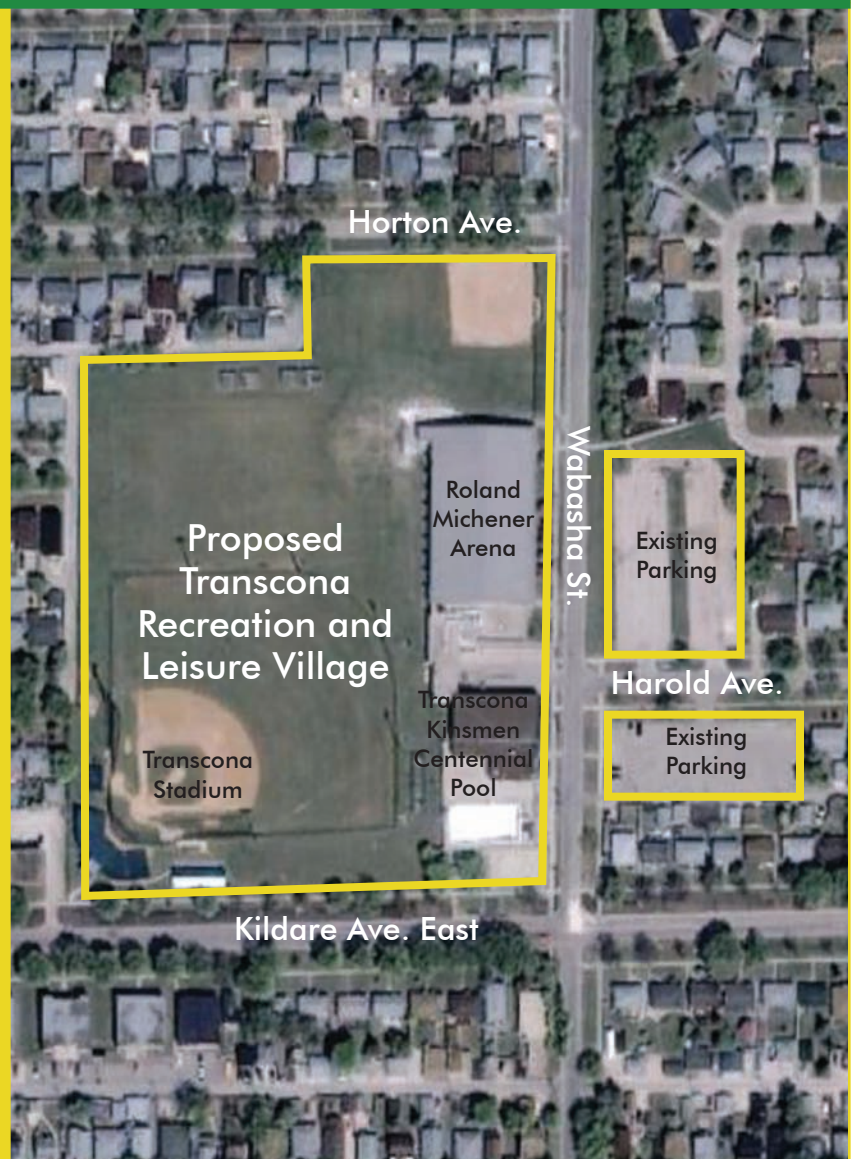 Horton Ave.
Wabasha St.
Roland
Michener
Arena
Existing
Parking
Proposed
Transcona
Recreation and
Leisure Village
Harold Ave.
Transcona
Kinsmen
Centennial
Pool
Existing
Parking
Transcona
Stadium
Kildare Ave. East